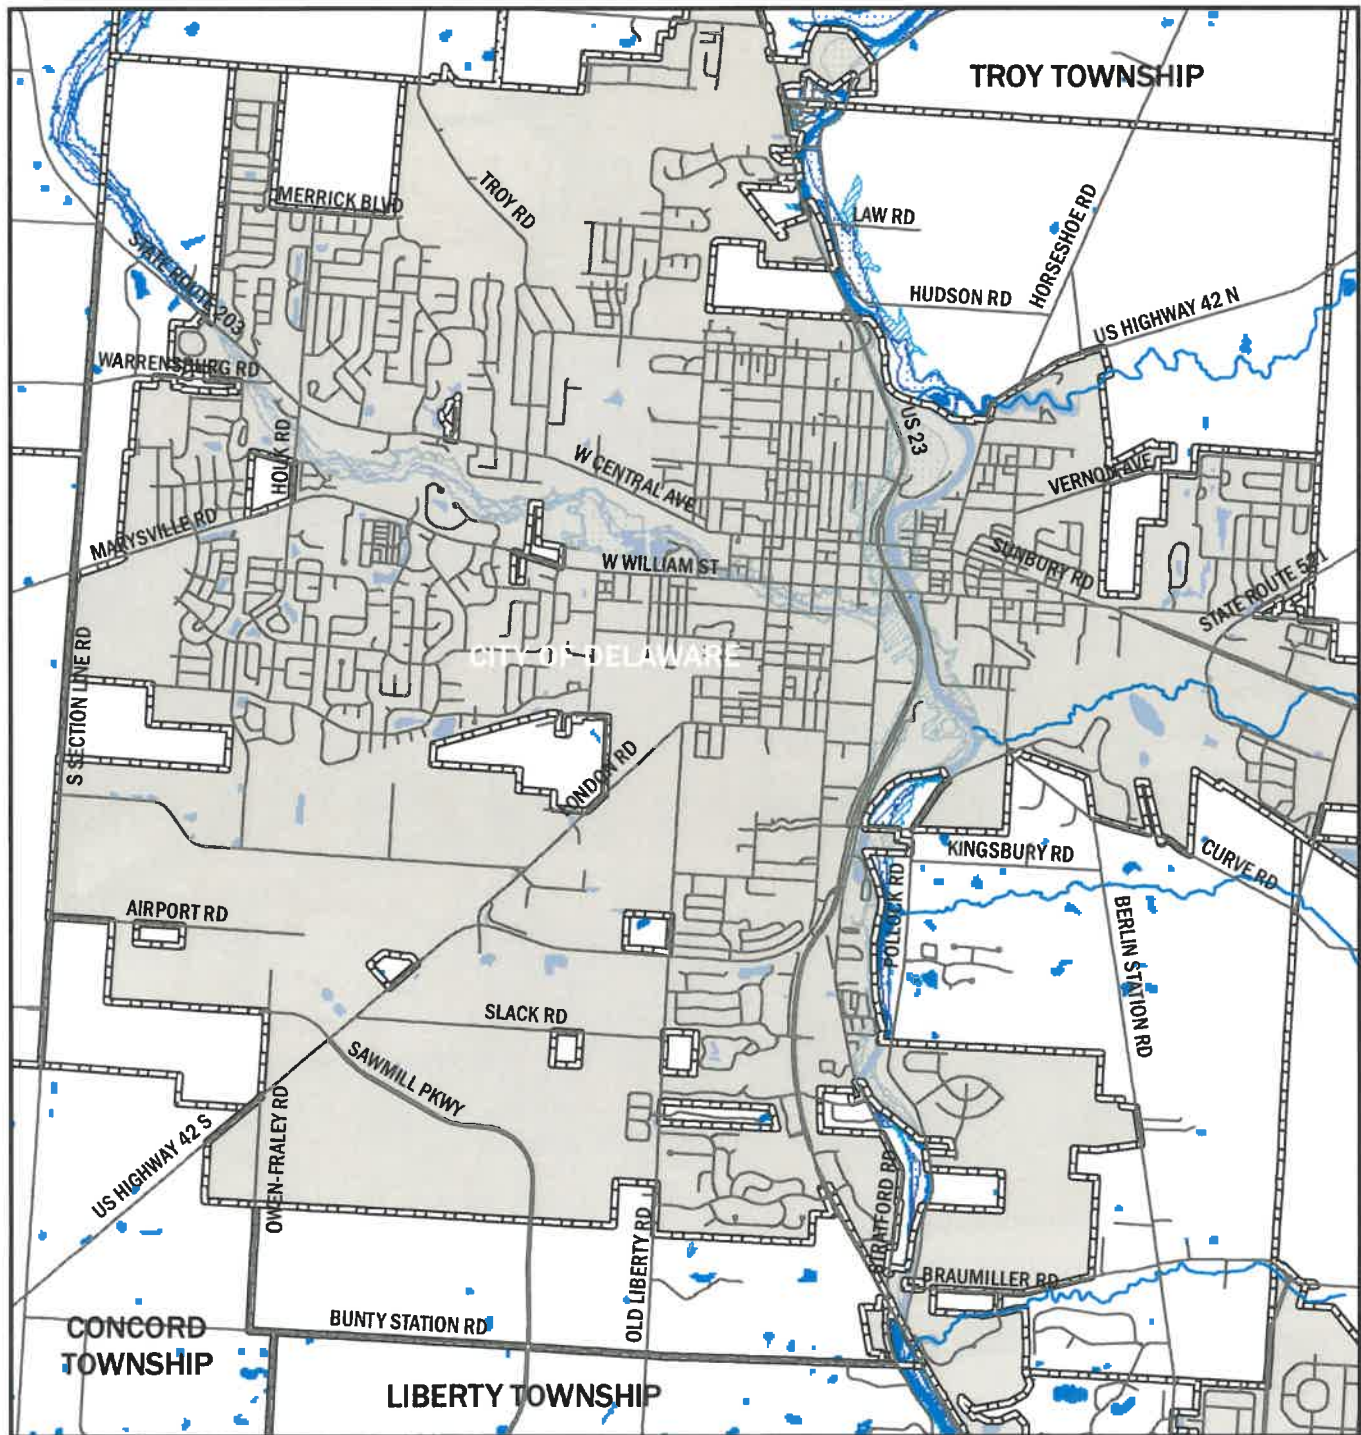 TROY TOWNSHIP
MERRICK BLVD
TROY RD
LAW RD
HORSESHOE RD
STATE ROUTE 203
HUDSON RD
US HIGHWAY 42 N
WARRENSBURG RD
US 23
HOUK RD
W CENTRAL AVE
VERNON AVE
MARYSVILLE RD
W WILLIAM ST
SUNBURY RD
STATE ROUTE 521
CITY OF DELAWARE
S SECTION LINE RD
LONDON RD
KINGSBURY RD
CURVE RD
POLLOCK RD
AIRPORT RD
BERLIN STATION RD
SLACK RD
SAWMILL PKWY
US HIGHWAY 42 S
OWEN-FRALEY RD
STRATFORD RD
OLD LIBERTY RD
BRAUMILLER RD
BUNTY STATION RD
CONCORD
TOWNSHIP
LIBERTY TOWNSHIP